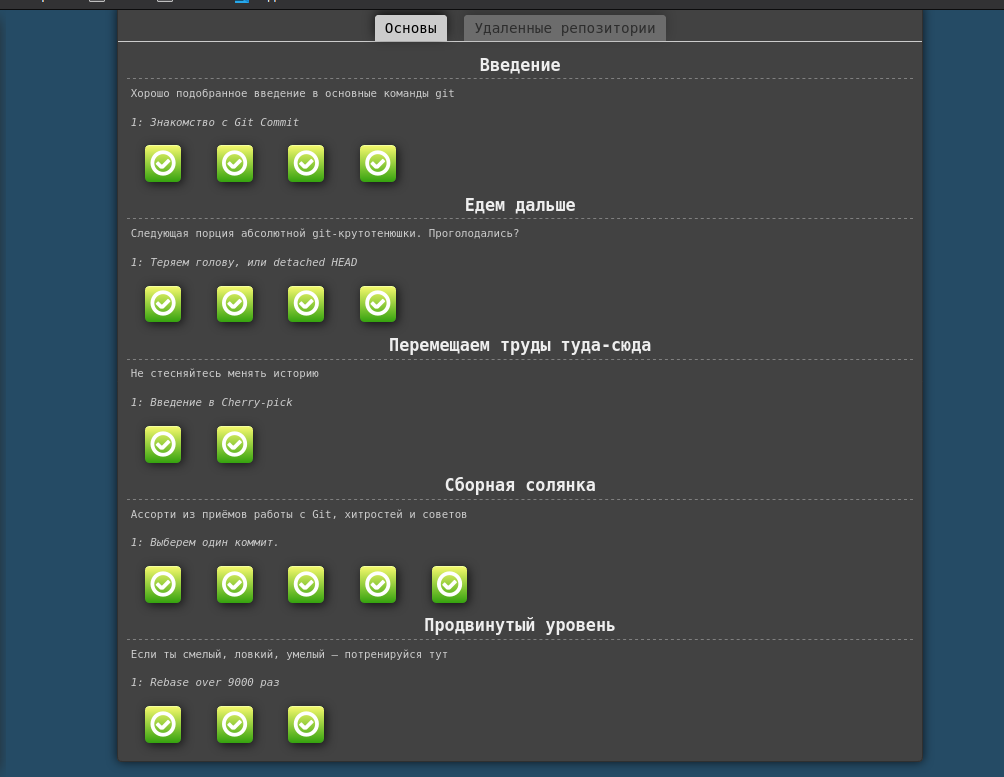 Основы
Удаленные репозитории
Введение
Хорошо подобранное введение в основные команды git
1: Знакомство с Git Commit
Едем дальше
Следующая порция абсолютной git-крутотенюшки. Проголодались?
1: Теряем голову, или detached HEAD
Перемещаем труды туда-сюда
Не стесняйтесь менять историю
1: Введение в Cherry-pick
Сборная солянка
Ассорти из приёмов работы с Git, хитростей и советов
1: Выберем один коммит.
Продвинутый уровень
Если ты смелый, ловкий, умелый — потренируйся тут
1: Rebase over 9000 раз